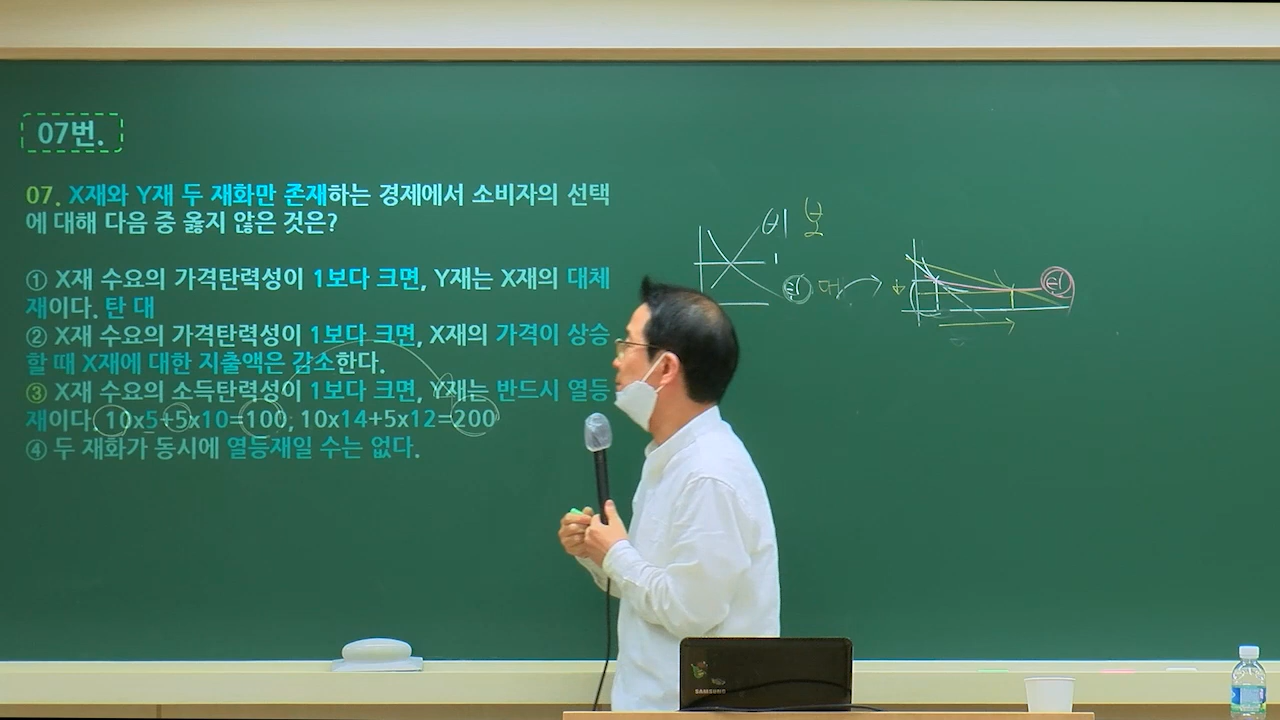 07번.
07. X재와 Y재 두 재화만 존재하는 경제에서 소비자의 선택
에 대해 다음 중 옳지 않은 것은?
① X재 수요의 가격탄력성이 1보다 크면, Y재는 X재의 대체
재이다. 탄 대
② X재 수요의 가격탄력성이 1보다 크면, X재의 가격이 상승
할 때 X재에 대한 지출액은 감소한다.
③ X재 수요의 소득탄력성이 1보다 크면, Y재는 반드시 열등
재이다. 10x5+5x10=100, 10x14+5x12=200
④ 두 재화가 동시에 열등재일 수는 없다.
비 보
1
탄
탄
SAMSUNG